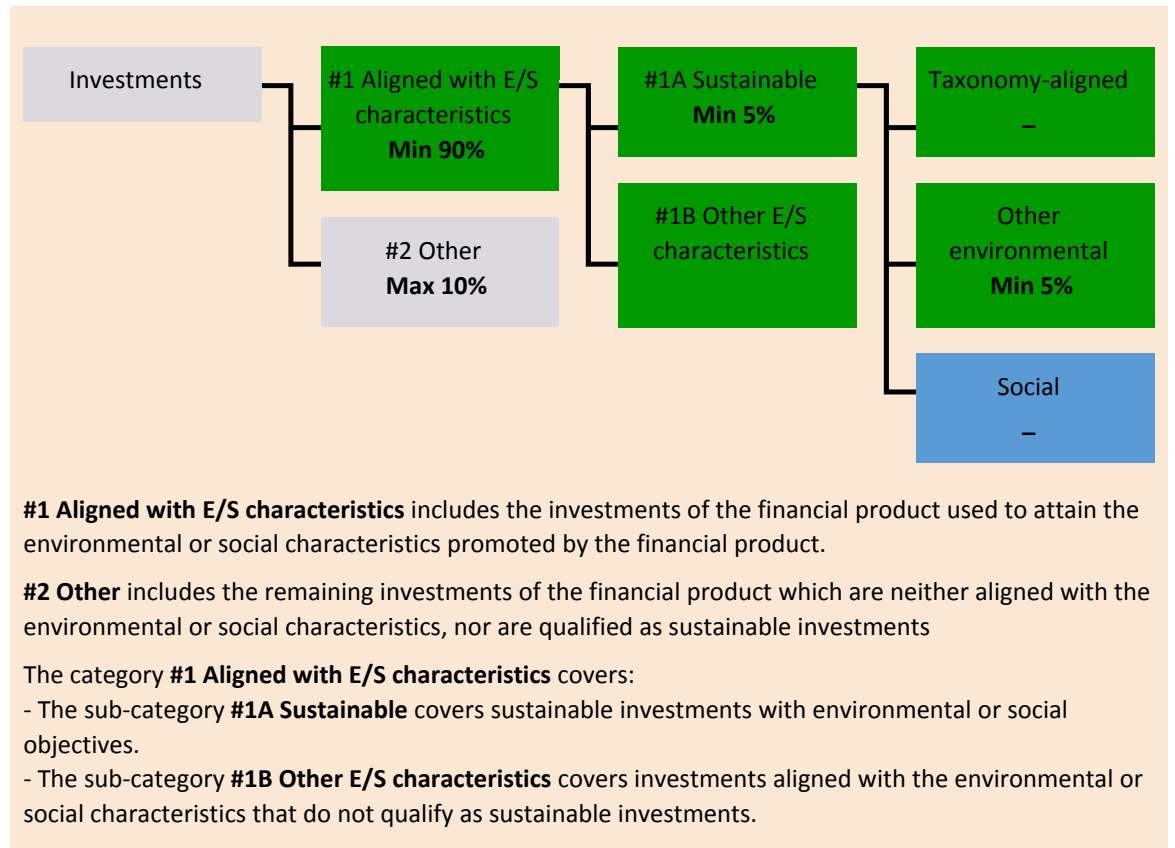 Investments
#1 Aligned with E/S
characteristics
Min 90%
#2 Other
Max 10%
#1A Sustainable
Min 5%
#1B Other E/S
characteristics
Taxonomy-aligned
–
Other
environmental
Min 5%
Social
–
#1 Aligned with E/S characteristics includes the investments of the financial product used to attain the
environmental or social characteristics promoted by the financial product.
#2 Other includes the remaining investments of the financial product which are neither aligned with the
environmental or social characteristics, nor are qualified as sustainable investments
The category #1 Aligned with E/S characteristics covers:
- The sub-category #1A Sustainable covers sustainable investments with environmental or social
objectives.
- The sub-category #1B Other E/S characteristics covers investments aligned with the environmental or
social characteristics that do not qualify as sustainable investments.